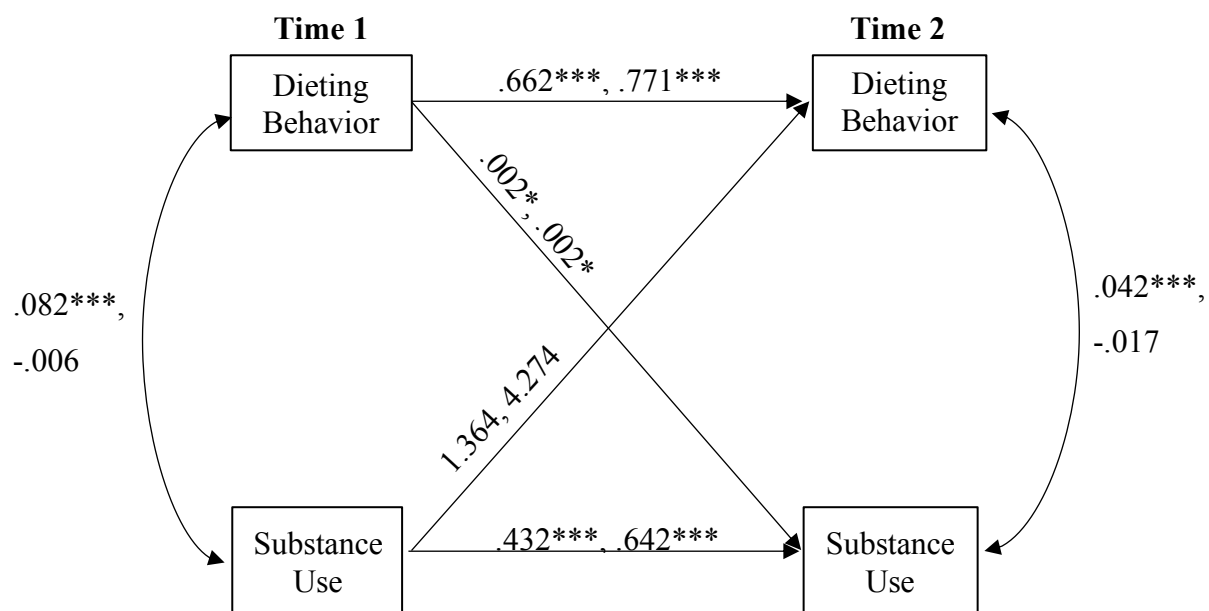 Time 1
Time 2
Dieting
Behavior
.662***, .771***
Dieting
Behavior
.002*, .002*
.082***,
-.006
.042***,
-.017
1.364, 4.274
Substance
Use
.432***, .642***
Substance
Use